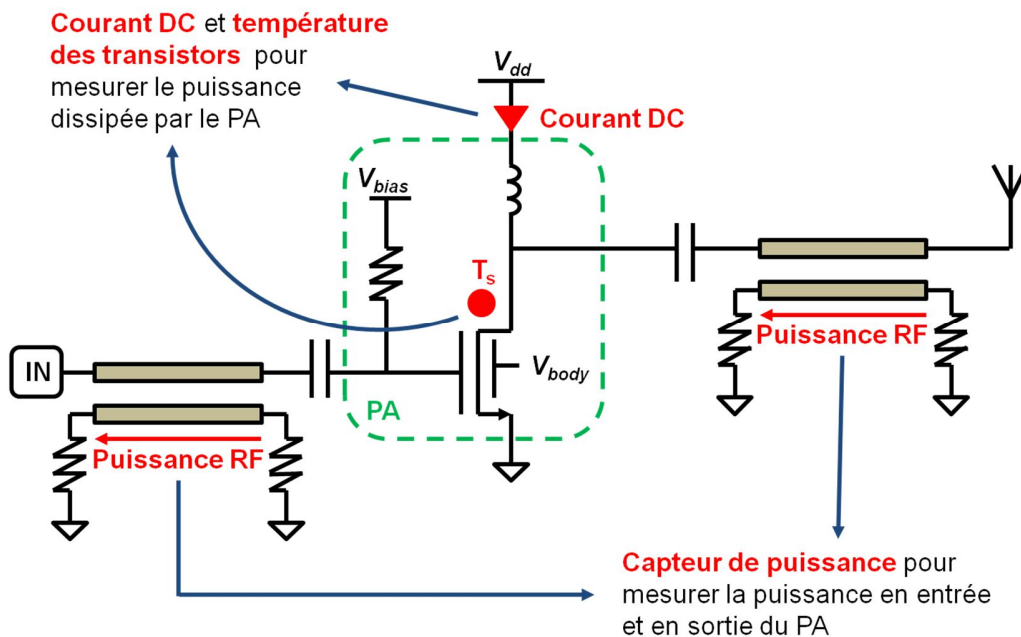 Courant DC et température
des transistors pour
mesurer le puissance
dissipée par le PA
Vdd
Courant DC
Vbias
Ts
Puissance RF
IN
Vbody
PA
Puissance RF
Capteur de puissance pour
mesurer la puissance en entrée
et en sortie du PA